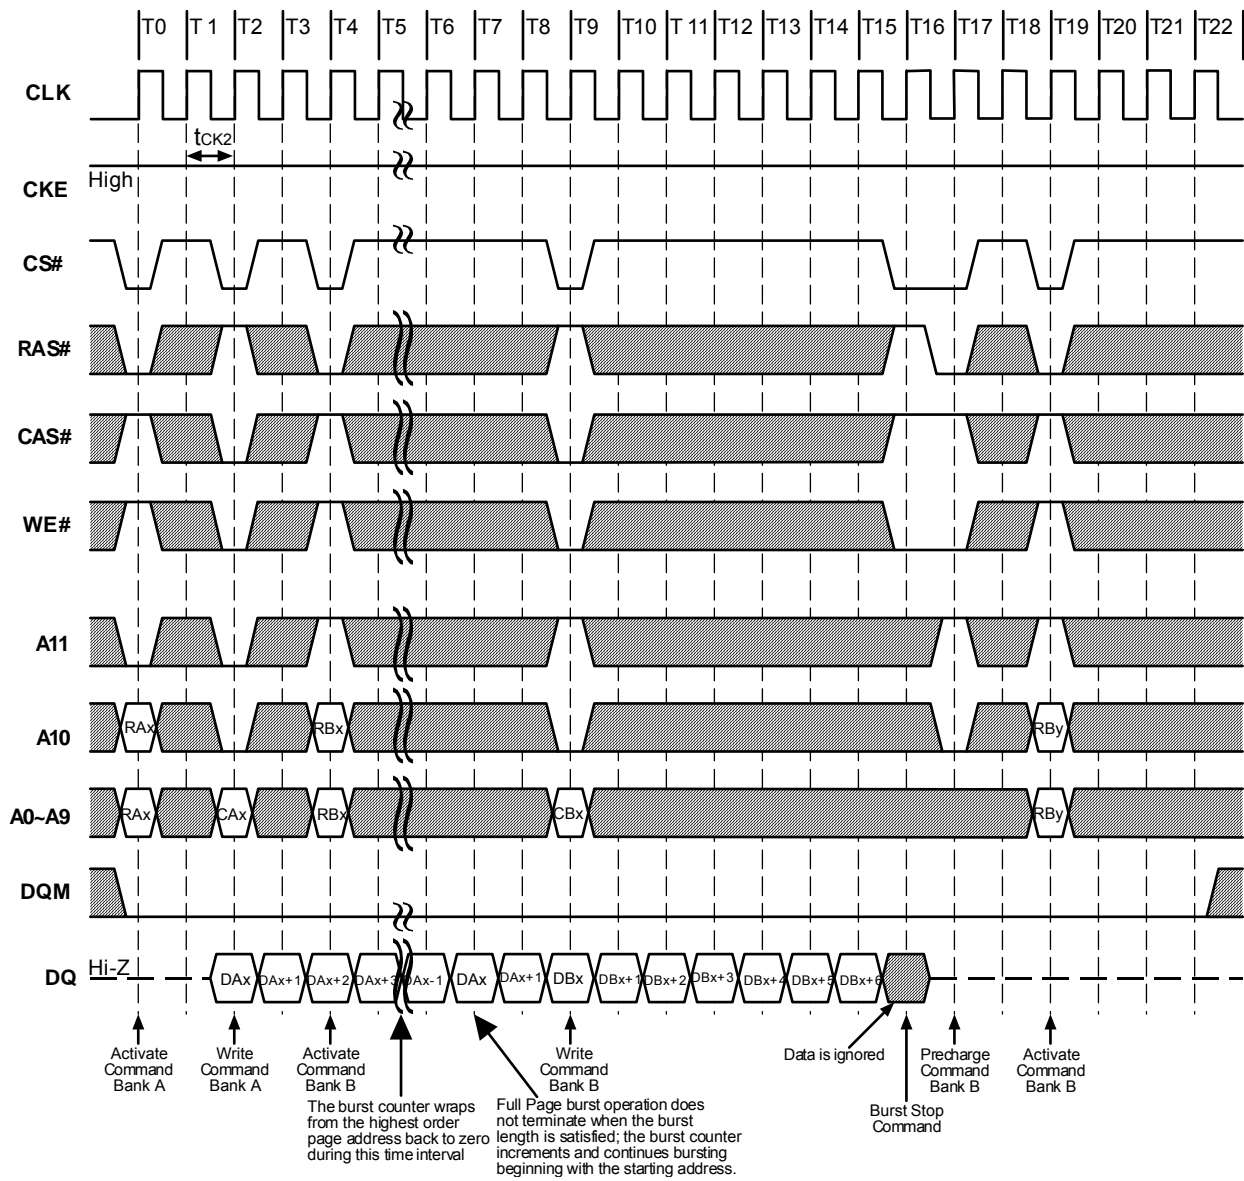 T0 T 1 T2 T3 T4 T5 T6 T7 T8 T9 T10 T 11 T12 T13 T14 T15 T16 T17 T18 T19 T20 T21 T22
CLK
tCK2
CKE
High
CS#
RAS#
CAS#
WE#
A11
A10
RAx RBx RBy
A0~A9
RAx CAx RBx CBx RBy
DQM
DQ
Hi-Z
DAx DAx+1 DAx+2 DAx+3 DAx-1 DAx DAx+1 DBx DBx+1 DBx+2 DBx+3 DBx+4 DBx+5 DBx+6
Activate
Command
Bank A
Write
Command
Bank A
Activate
Command
Bank B
The burst counter wraps
from the highest order
page address back to zero
during this time interval
Full Page burst operation does
not terminate when the burst
length is satisfied; the burst counter
increments and continues bursting
beginning with the starting address.
Write
Command
Bank B
Data is ignored
Burst Stop
Command
Precharge
Command
Bank B
Activate
Command
Bank B